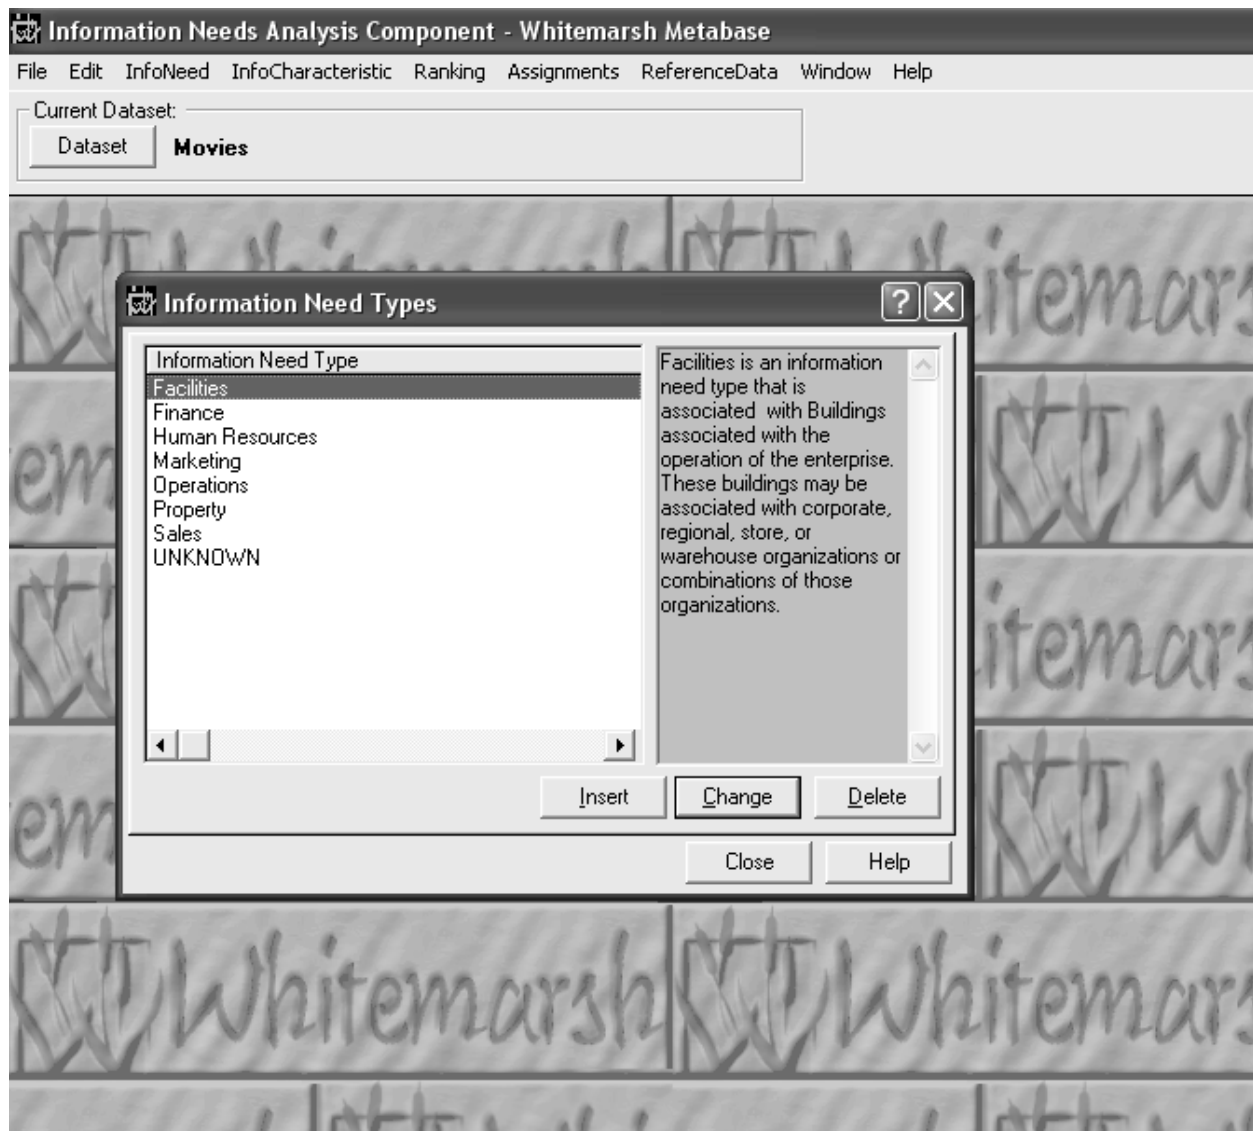 Information Needs Analysis Component - Whitemarsh Metabase
File Edit InfoNeed InfoCharacteristic Ranking Assignments ReferenceData Window Help
Current Dataset:
Dataset Movies
Information Need Types
Information Need Type
Facilities
Finance
Human Resources
Marketing
Operations
Property
Sales
UNKNOWN
Facilities is an information
need type that is
associated with Buildings
associated with the
operation of the enterprise.
These buildings may be
associated with corporate,
regional, store, or
warehouse organizations or
combinations of those
organizations.
Insert Change Delete
Close Help
Whitemarsh Whitemars